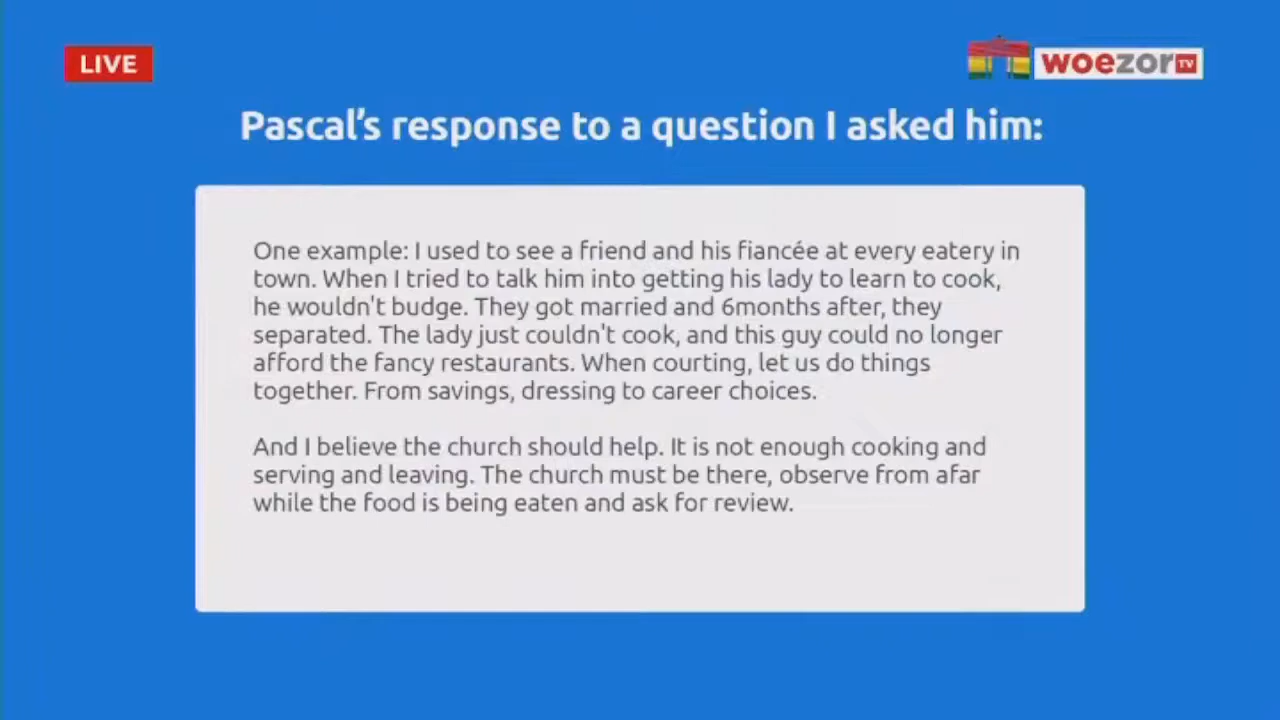 LIVE
woezor TV
Pascal's response to a question I asked him:
One example: I used to see a friend and his fiancée at every eatery in
town. When I tried to talk him into getting his lady to learn to cook,
he wouldn't budge. They got married and 6months after, they
separated. The lady just couldn't cook, and this guy could no longer
afford the fancy restaurants. When courting, let us do things
together. From savings, dressing to career choices.
And I believe the church should help. It is not enough cooking and
serving and leaving. The church must be there, observe from afar
while the food is being eaten and ask for review.